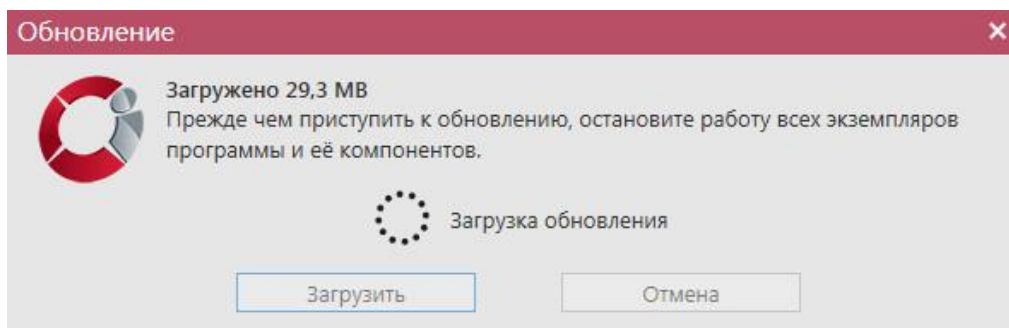 Обновление
Загружено 29,3 MB
Прежде чем приступить к обновлению, остановите работу всех экземпляров
программы и её компонентов.
Загрузка обновления
Загрузить
Отмена